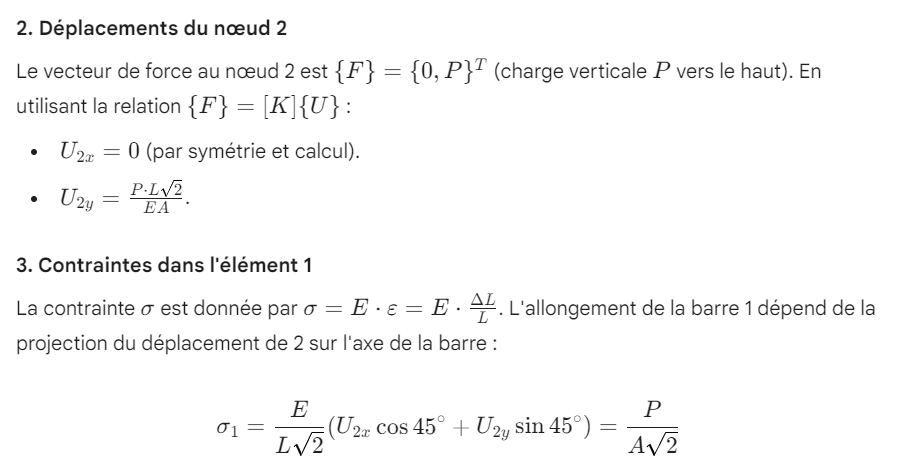 2. Déplacements du nœud 2
Le vecteur de force au nœud 2 est $\{F\} = \{0, P\}^T$ (charge verticale $P$ vers le haut). En
utilisant la relation $\{F\} = [K]\{U\}$ :
• $U_{2x} = 0$ (par symétrie et calcul).
• $U_{2y} = \frac{P \cdot L\sqrt{2}}{EA}$.
3. Contraintes dans l'élément 1
La contrainte $\sigma$ est donnée par $\sigma = E \cdot \varepsilon = E \cdot \frac{\Delta L}{L}$. L'allongement de la barre 1 dépend de la
projection du déplacement de 2 sur l'axe de la barre :
$\sigma_1 = \frac{E}{L\sqrt{2}}(U_{2x} \cos 45^\circ + U_{2y} \sin 45^\circ) = \frac{P}{A\sqrt{2}}$